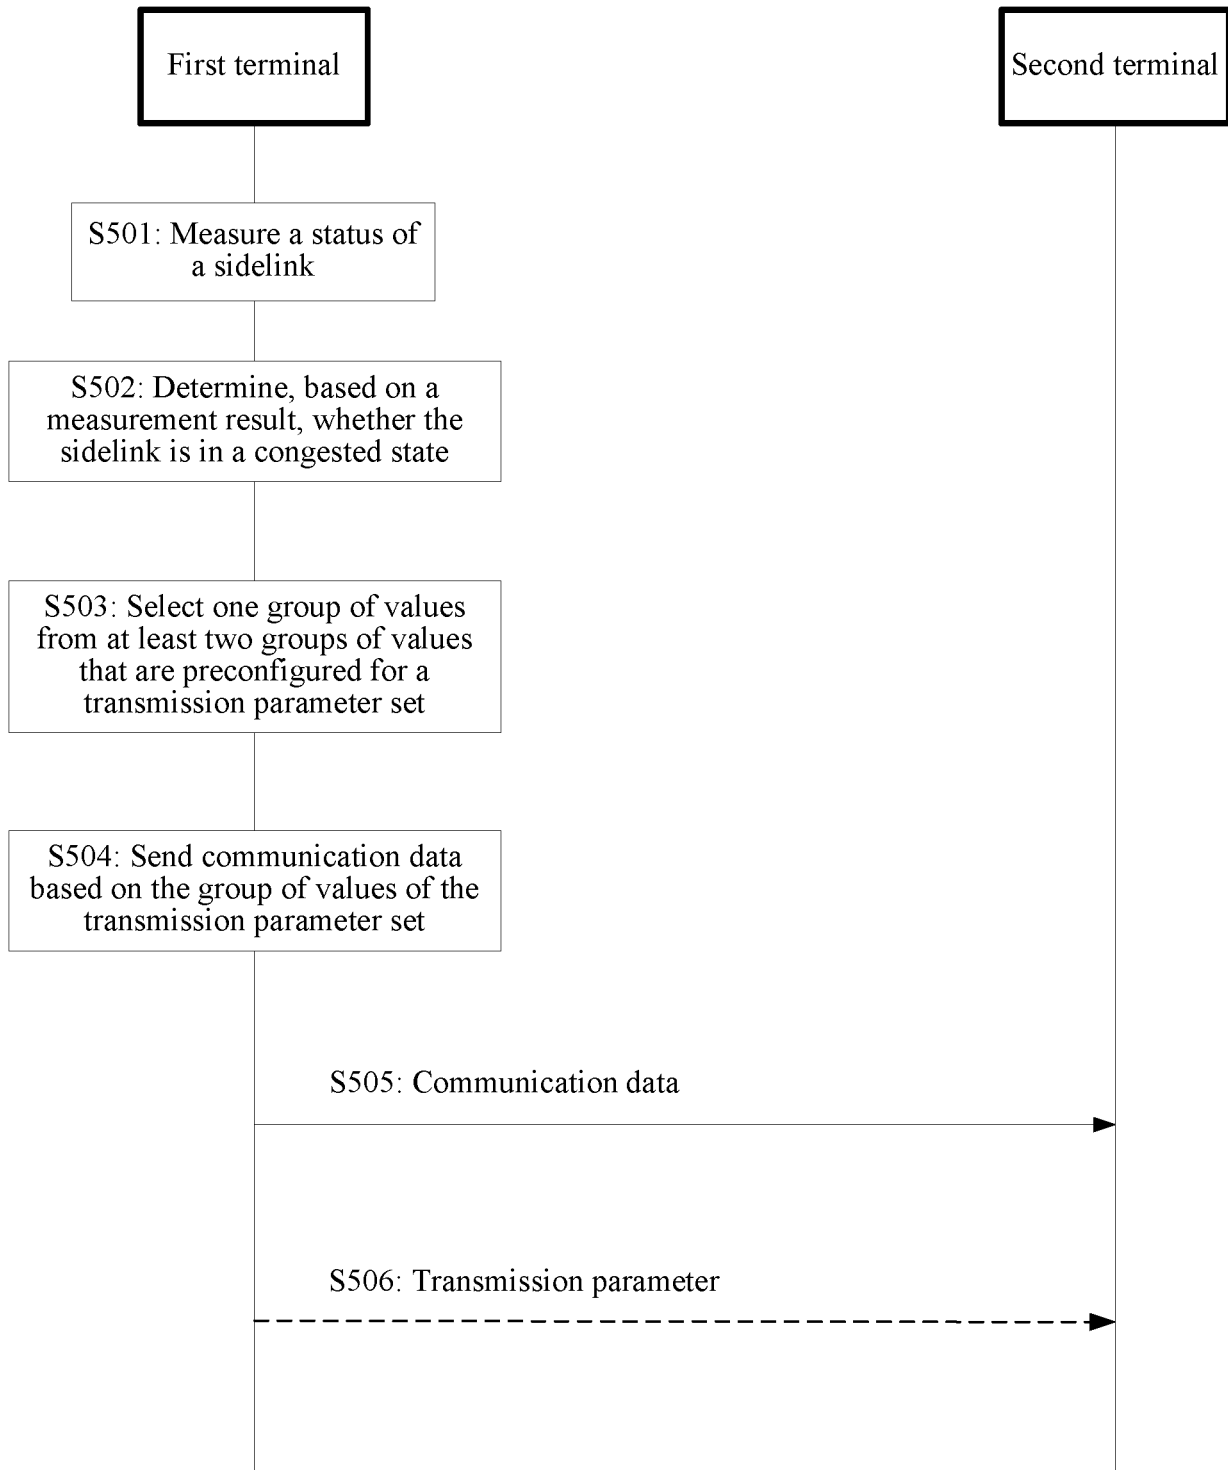 First terminal
Second terminal
S501: Measure a status of
a sidelink
S502: Determine, based on a
measurement result, whether the
sidelink is in a congested state
S503: Select one group of values
from at least two groups of values
that are preconfigured for a
transmission parameter set
S504: Send communication data
based on the group of values of the
transmission parameter set
S505: Communication data
S506: Transmission parameter